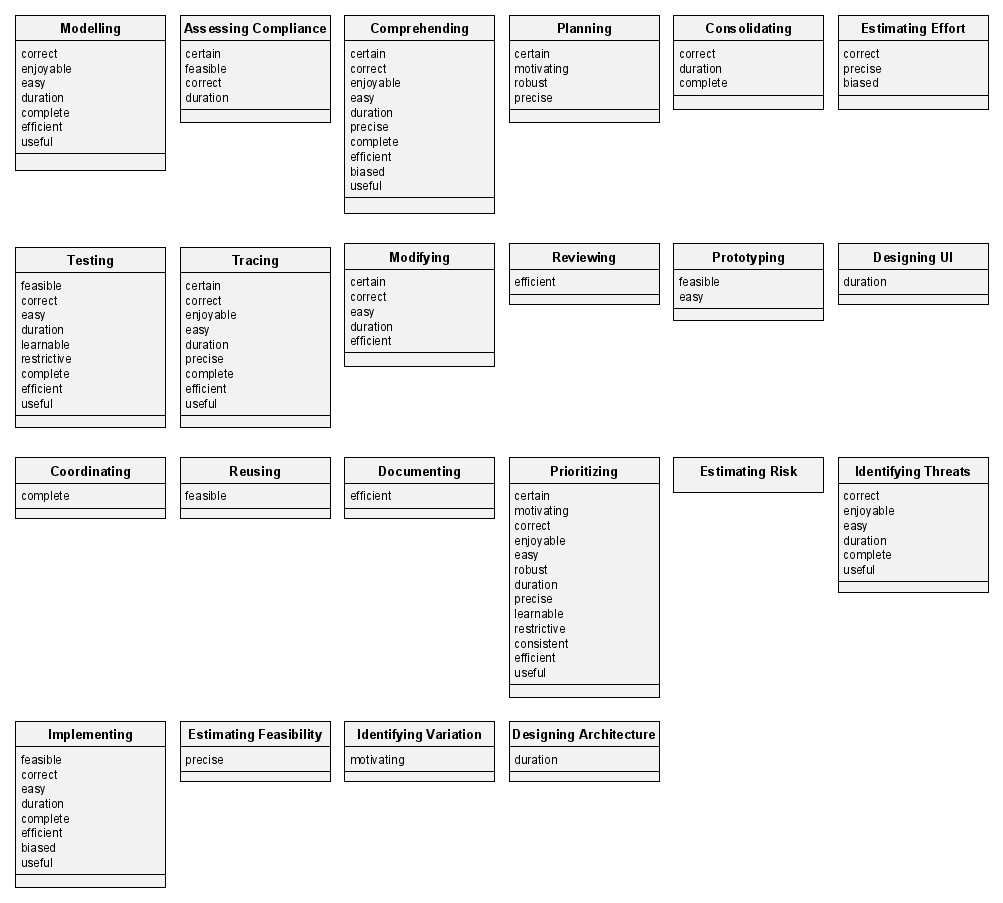 Modelling
correct
enjoyable
easy
duration
complete
efficient
useful
Assessing Compliance
certain
feasible
correct
duration
Comprehending
certain
correct
enjoyable
easy
duration
precise
complete
efficient
biased
useful
Planning
certain
motivating
robust
precise
Consolidating
correct
duration
complete
Estimating Effort
correct
precise
biased
Testing
feasible
correct
easy
duration
learnable
restrictive
complete
efficient
useful
Tracing
certain
correct
enjoyable
easy
duration
precise
complete
efficient
useful
Modifying
certain
correct
easy
duration
efficient
Reviewing
efficient
Prototyping
feasible
easy
Designing UI
duration
Coordinating
complete
Reusing
feasible
Documenting
efficient
Prioritizing
certain
motivating
correct
enjoyable
easy
robust
duration
precise
learnable
restrictive
consistent
efficient
useful
Estimating Risk
Identifying Threats
correct
enjoyable
easy
duration
complete
useful
Implementing
feasible
correct
easy
duration
complete
efficient
biased
useful
Estimating Feasibility
precise
Identifying Variation
motivating
Designing Architecture
duration